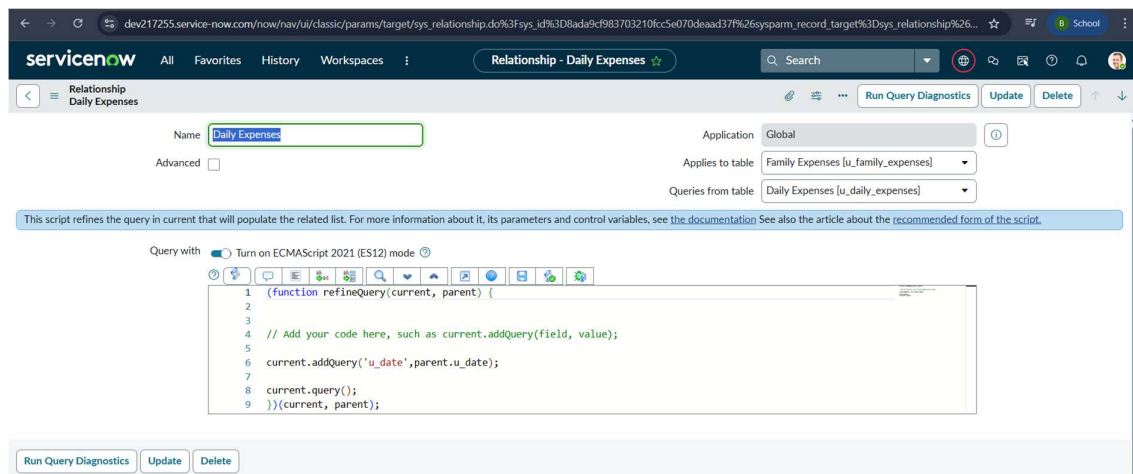 dev217255.service-now.com/now/nav/ui/classic/params/target/sys_relationship.do%3Fsys_id%3D8ada9cf983703210fcc5e070deaad37f%26sysparm_record_target%3Dsys_relationship%26... B School
servicenow All Favorites History Workspaces Relationship - Daily Expenses Search
Relationship
Daily Expenses
Run Query Diagnostics Update Delete
Name Daily Expenses Application Global
Advanced Applies to table Family Expenses [u_family_expenses]
Queries from table Daily Expenses [u_daily_expenses]
This script refines the query in current that will populate the related list. For more information about it, its parameters and control variables, see the documentation See also the article about the recommended form of the script.
Query with Turn on ECMAScript 2021 (ES12) mode
1 (function refineQuery(current, parent) {
2
3
4 // Add your code here, such as current.addQuery(field, value);
5
6 current.addQuery('u_date',parent.u_date);
7
8 current.query();
9 })(current, parent);
Run Query Diagnostics Update Delete